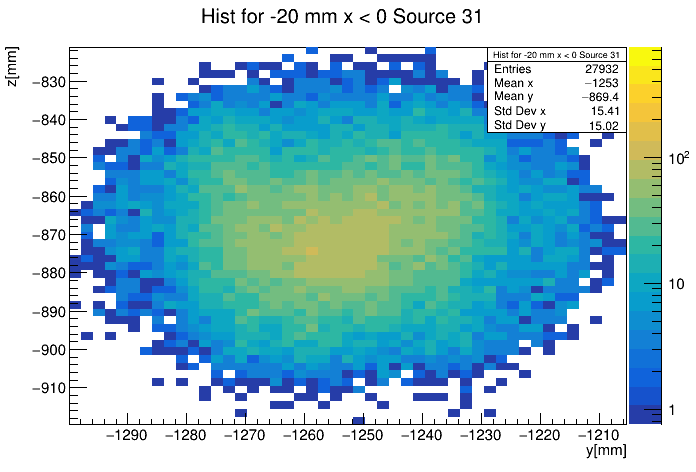 Hist for -20 mm x < 0 Source 31
z[mm]
Hist for -20 mm x < 0 Source 31
Entries 27932
Mean x −1253
Mean y −869.4
Std Dev x 15.41
Std Dev y 15.02
−830
−840
−850
−860
−870
−880
−890
−900
−910
10²
10
1
−1290 −1280 −1270 −1260 −1250 −1240 −1230 −1220 −1210
y[mm]